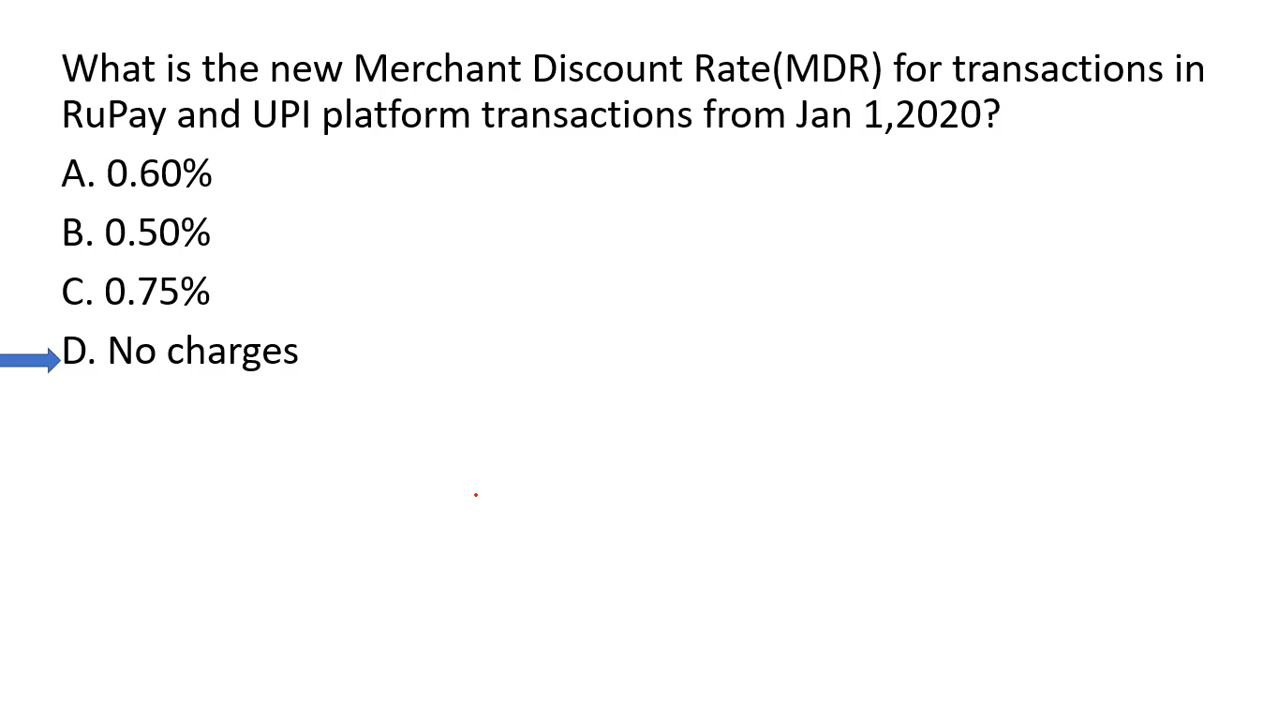 What is the new Merchant Discount Rate(MDR) for transactions in
RuPay and UPI platform transactions from Jan 1,2020?
A. 0.60%
B. 0.50%
C. 0.75%
D. No charges